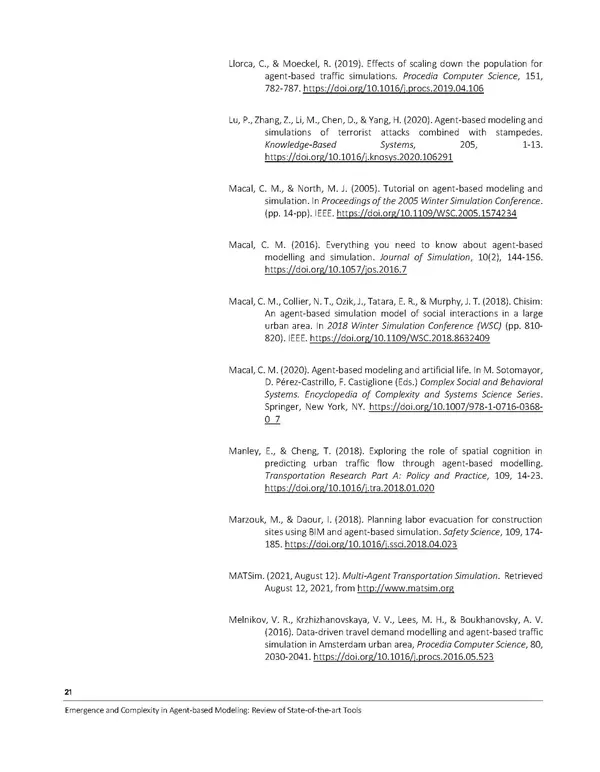 Llorca, C., & Moeckel, R. (2019). Effects of scaling down the population for
agent-based traffic simulations. Procedia Computer Science, 151,
782-787. https://doi.org/10.1016/j.procs.2019.04.106
Lu, P., Zhang, Z., Li, M., Chen, D., & Yang, H. (2020). Agent-based modeling and
simulations of terrorist attacks combined with stampedes.
Knowledge-Based Systems, 205, 1-13.
https://doi.org/10.1016/j.knosys.2020.106291
Macal, C. M., & North, M. J. (2005). Tutorial on agent-based modeling and
simulation. In Proceedings of the 2005 Winter Simulation Conference.
(pp. 14-pp). IEEE. https://doi.org/10.1109/WSC.2005.1574234
Macal, C. M. (2016). Everything you need to know about agent-based
modelling and simulation. Journal of Simulation, 10(2), 144-156.
https://doi.org/10.1057/jos.2016.7
Macal, C. M., Collier, N. T., Ozik, J., Tatara, E. R., & Murphy, J. T. (2018). Chisim:
An agent-based simulation model of social interactions in a large
urban area. In 2018 Winter Simulation Conference (WSC) (pp. 810-
820). IEEE. https://doi.org/10.1109/WSC.2018.8632409
Macal, C. M. (2020). Agent-based modeling and artificial life. In M. Sotomayor,
D. Pérez-Castrillo, F. Castiglione (Eds.) Complex Social and Behavioral
Systems. Encyclopedia of Complexity and Systems Science Series.
Springer, New York, NY. https://doi.org/10.1007/978-1-0716-0368-
0_7
Manley, E., & Cheng, T. (2018). Exploring the role of spatial cognition in
predicting urban traffic flow through agent-based modelling.
Transportation Research Part A: Policy and Practice, 109, 14-23.
https://doi.org/10.1016/j.tra.2018.01.020
Marzouk, M., & Daour, I. (2018). Planning labor evacuation for construction
sites using BIM and agent-based simulation. Safety Science, 109, 174-
185. https://doi.org/10.1016/j.ssci.2018.04.023
MATSim. (2021, August 12). Multi-Agent Transportation Simulation. Retrieved
August 12, 2021, from http://www.matsim.org
Melnikov, V. R., Krzhizhanovskaya, V. V., Lees, M. H., & Boukhanovsky, A. V.
(2016). Data-driven travel demand modelling and agent-based traffic
simulation in Amsterdam urban area, Procedia Computer Science, 80,
2030-2041. https://doi.org/10.1016/j.procs.2016.05.523
21
Emergence and Complexity in Agent-based Modeling: Review of State-of-the-art Tools